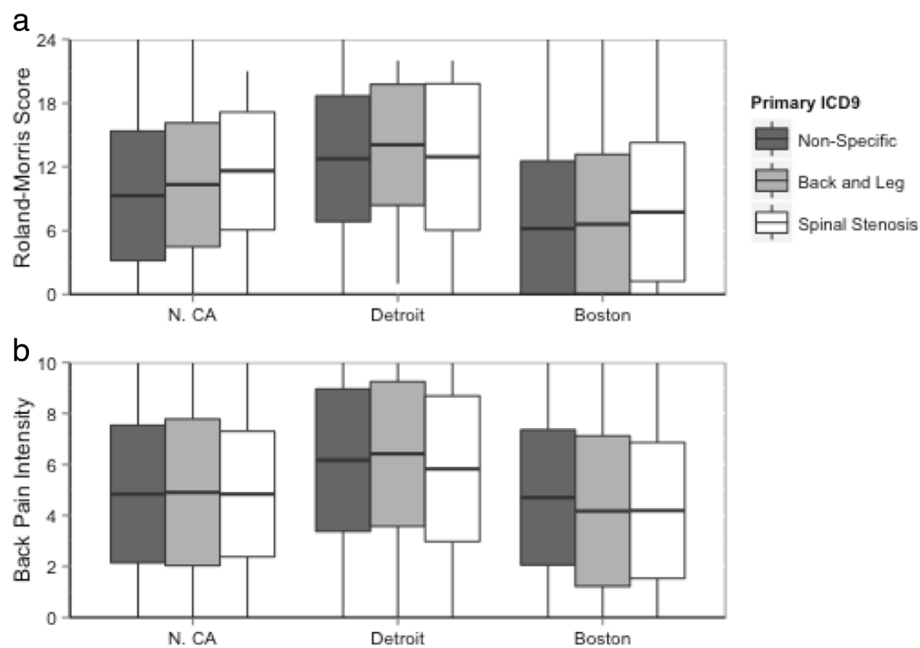 a
Roland-Morris Score
24
18
12
6
0
N. CA
Detroit
Boston
Primary ICD9
Non-Specific
Back and Leg
Spinal Stenosis
b
Back Pain Intensity
10
8
6
4
2
0
N. CA
Detroit
Boston